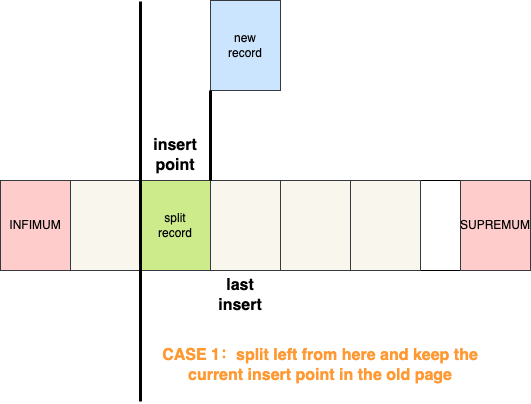 new
record
insert
point
INFIMUM
split
record
SUPREMUM
last
insert
CASE 1：split left from here and keep the
current insert point in the old page